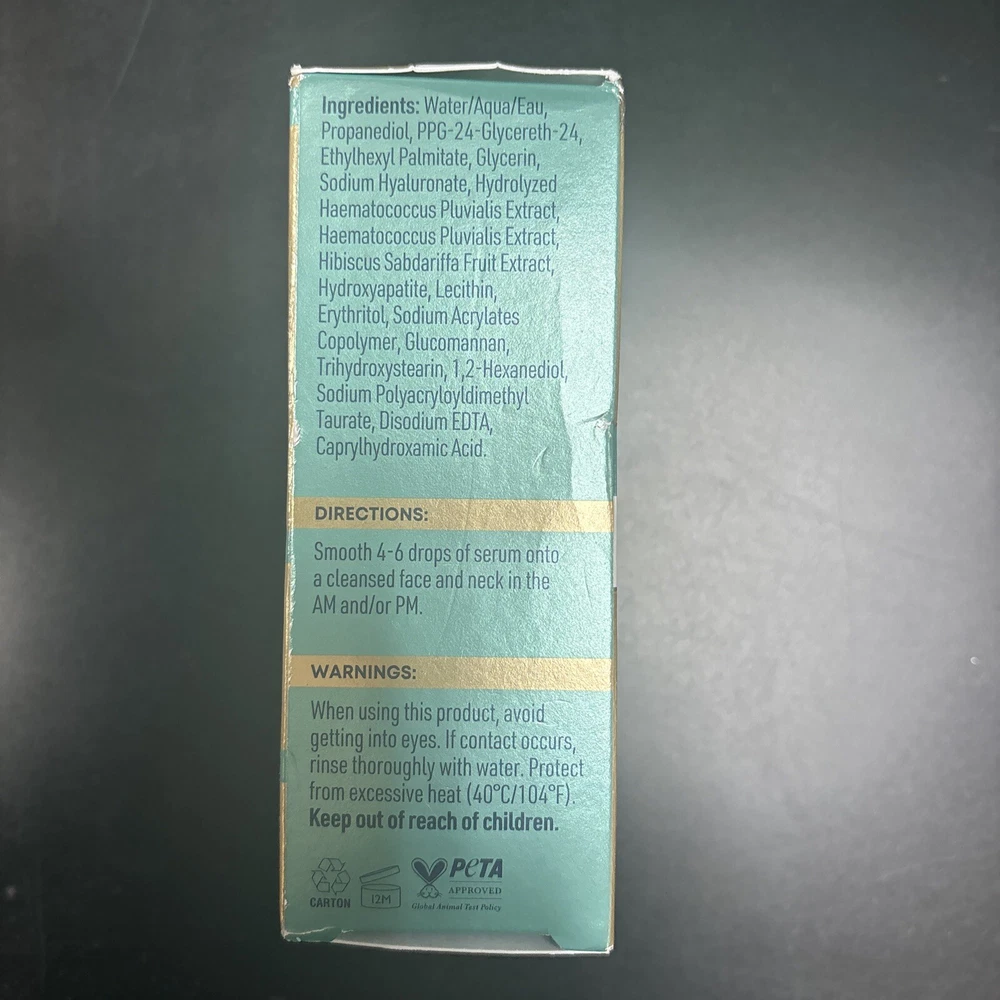 Ingredients: Water/Aqua/Eau,
Propanediol, PPG-24-Glycereth-24,
Ethylhexyl Palmitate, Glycerin,
Sodium Hyaluronate, Hydrolyzed
Haematococcus Pluvialis Extract,
Haematococcus Pluvialis Extract,
Hibiscus Sabdariffa Fruit Extract,
Hydroxyapatite, Lecithin,
Erythritol, Sodium Acrylates
Copolymer, Glucomannan,
Trihydroxystearin, 1,2-Hexanediol,
Sodium Polyacryloyldimethyl
Taurate, Disodium EDTA,
Caprylhydroxamic Acid.
DIRECTIONS:
Smooth 4-6 drops of serum onto
a cleansed face and neck in the
AM and/or PM.
WARNINGS:
When using this product, avoid
getting into eyes. If contact occurs,
rinse thoroughly with water. Protect
from excessive heat (40°C/104°F).
Keep out of reach of children.
CARTON
12M
PeTA
APPROVED
Global Animal Test Policy